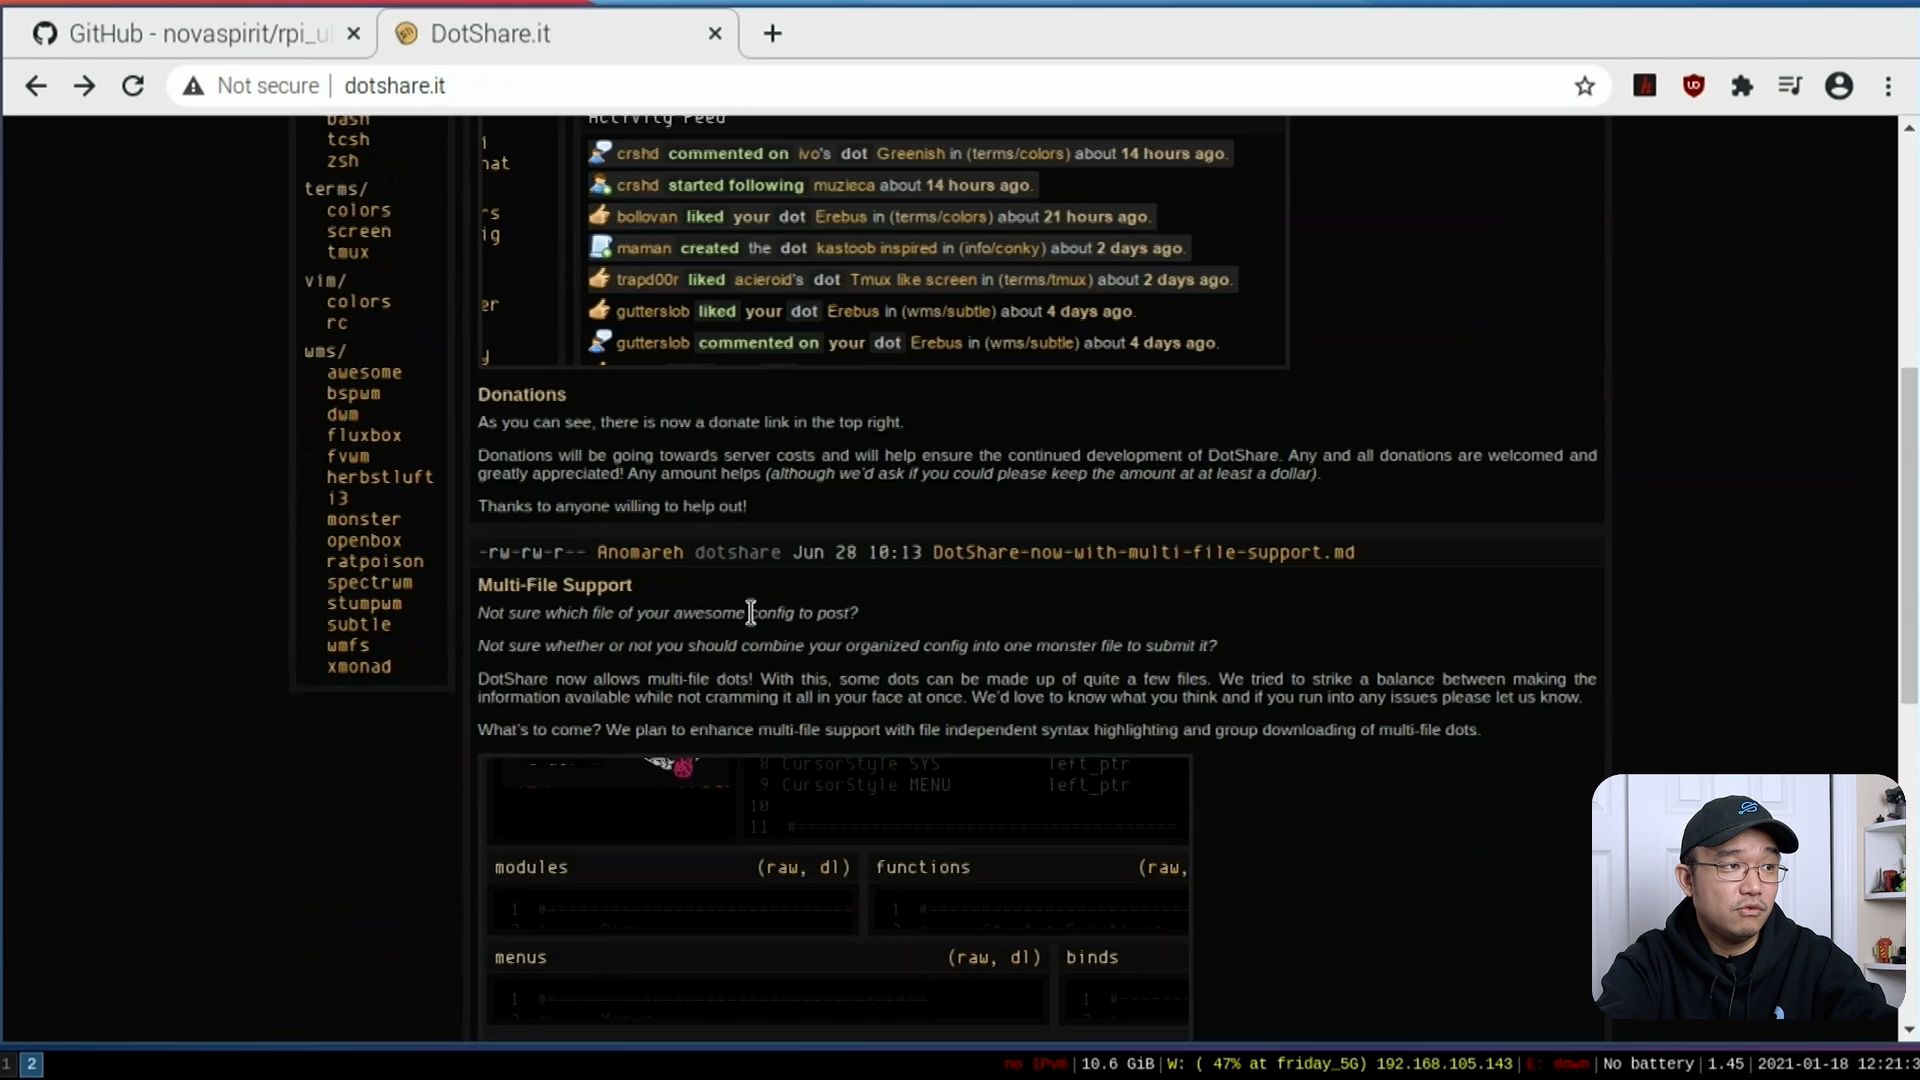 GitHub - novaspirit/rpi_u
DotShare.it
Not secure
dotshare.it
bash
tcsh
zsh
terms/
colors
screen
tmux
vim/
colors
rc
wms/
awesome
bspwm
dwm
fluxbox
fvwm
herbstluft
i3
monster
openbox
ratpoison
spectrwm
stumpwm
subtle
wmfs
xmonad
Activity Feed
crshd commented on ivo's dot Greenish in (terms/colors) about 14 hours ago.
crshd started following muzieca about 14 hours ago.
bollovan liked your dot Erebus in (terms/colors) about 21 hours ago.
maman created the dot kastoob inspired in (info/conky) about 2 days ago.
trapd00r liked acieroid's dot Tmux like screen in (terms/tmux) about 2 days ago.
gutterslob liked your dot Erebus in (wms/subtle) about 4 days ago.
gutterslob commented on your dot Erebus in (wms/subtle) about 4 days ago.
Donations
As you can see, there is now a donate link in the top right.
Donations will be going towards server costs and will help ensure the continued development of DotShare. Any and all donations are welcomed and
greatly appreciated! Any amount helps (although we'd ask if you could please keep the amount at at least a dollar).
Thanks to anyone willing to help out!
-rw-rw-r-- Anomareh dotshare Jun 28 10:13 DotShare-now-with-multi-file-support.md
Multi-File Support
Not sure which file of your awesome config to post?
Not sure whether or not you should combine your organized config into one monster file to submit it?
DotShare now allows multi-file dots! With this, some dots can be made up of quite a few files. We tried to strike a balance between making the
information available while not cramming it all in your face at once. We'd love to know what you think and if you run into any issues please let us know.
What's to come? We plan to enhance multi-file support with file independent syntax highlighting and group downloading of multi-file dots.
8 CursorStyle SYS left_ptr
9 CursorStyle MENU left_ptr
10
11 #
modules (raw, dl) functions (raw,
1 # 1 #
menus (raw, dl) binds
1 # 1 #
1 2 no IPv6|10.6 GiB|W: ( 47% at friday_5G) 192.168.105.143|E: down|No battery|1.45|2021-01-18 12:21:3